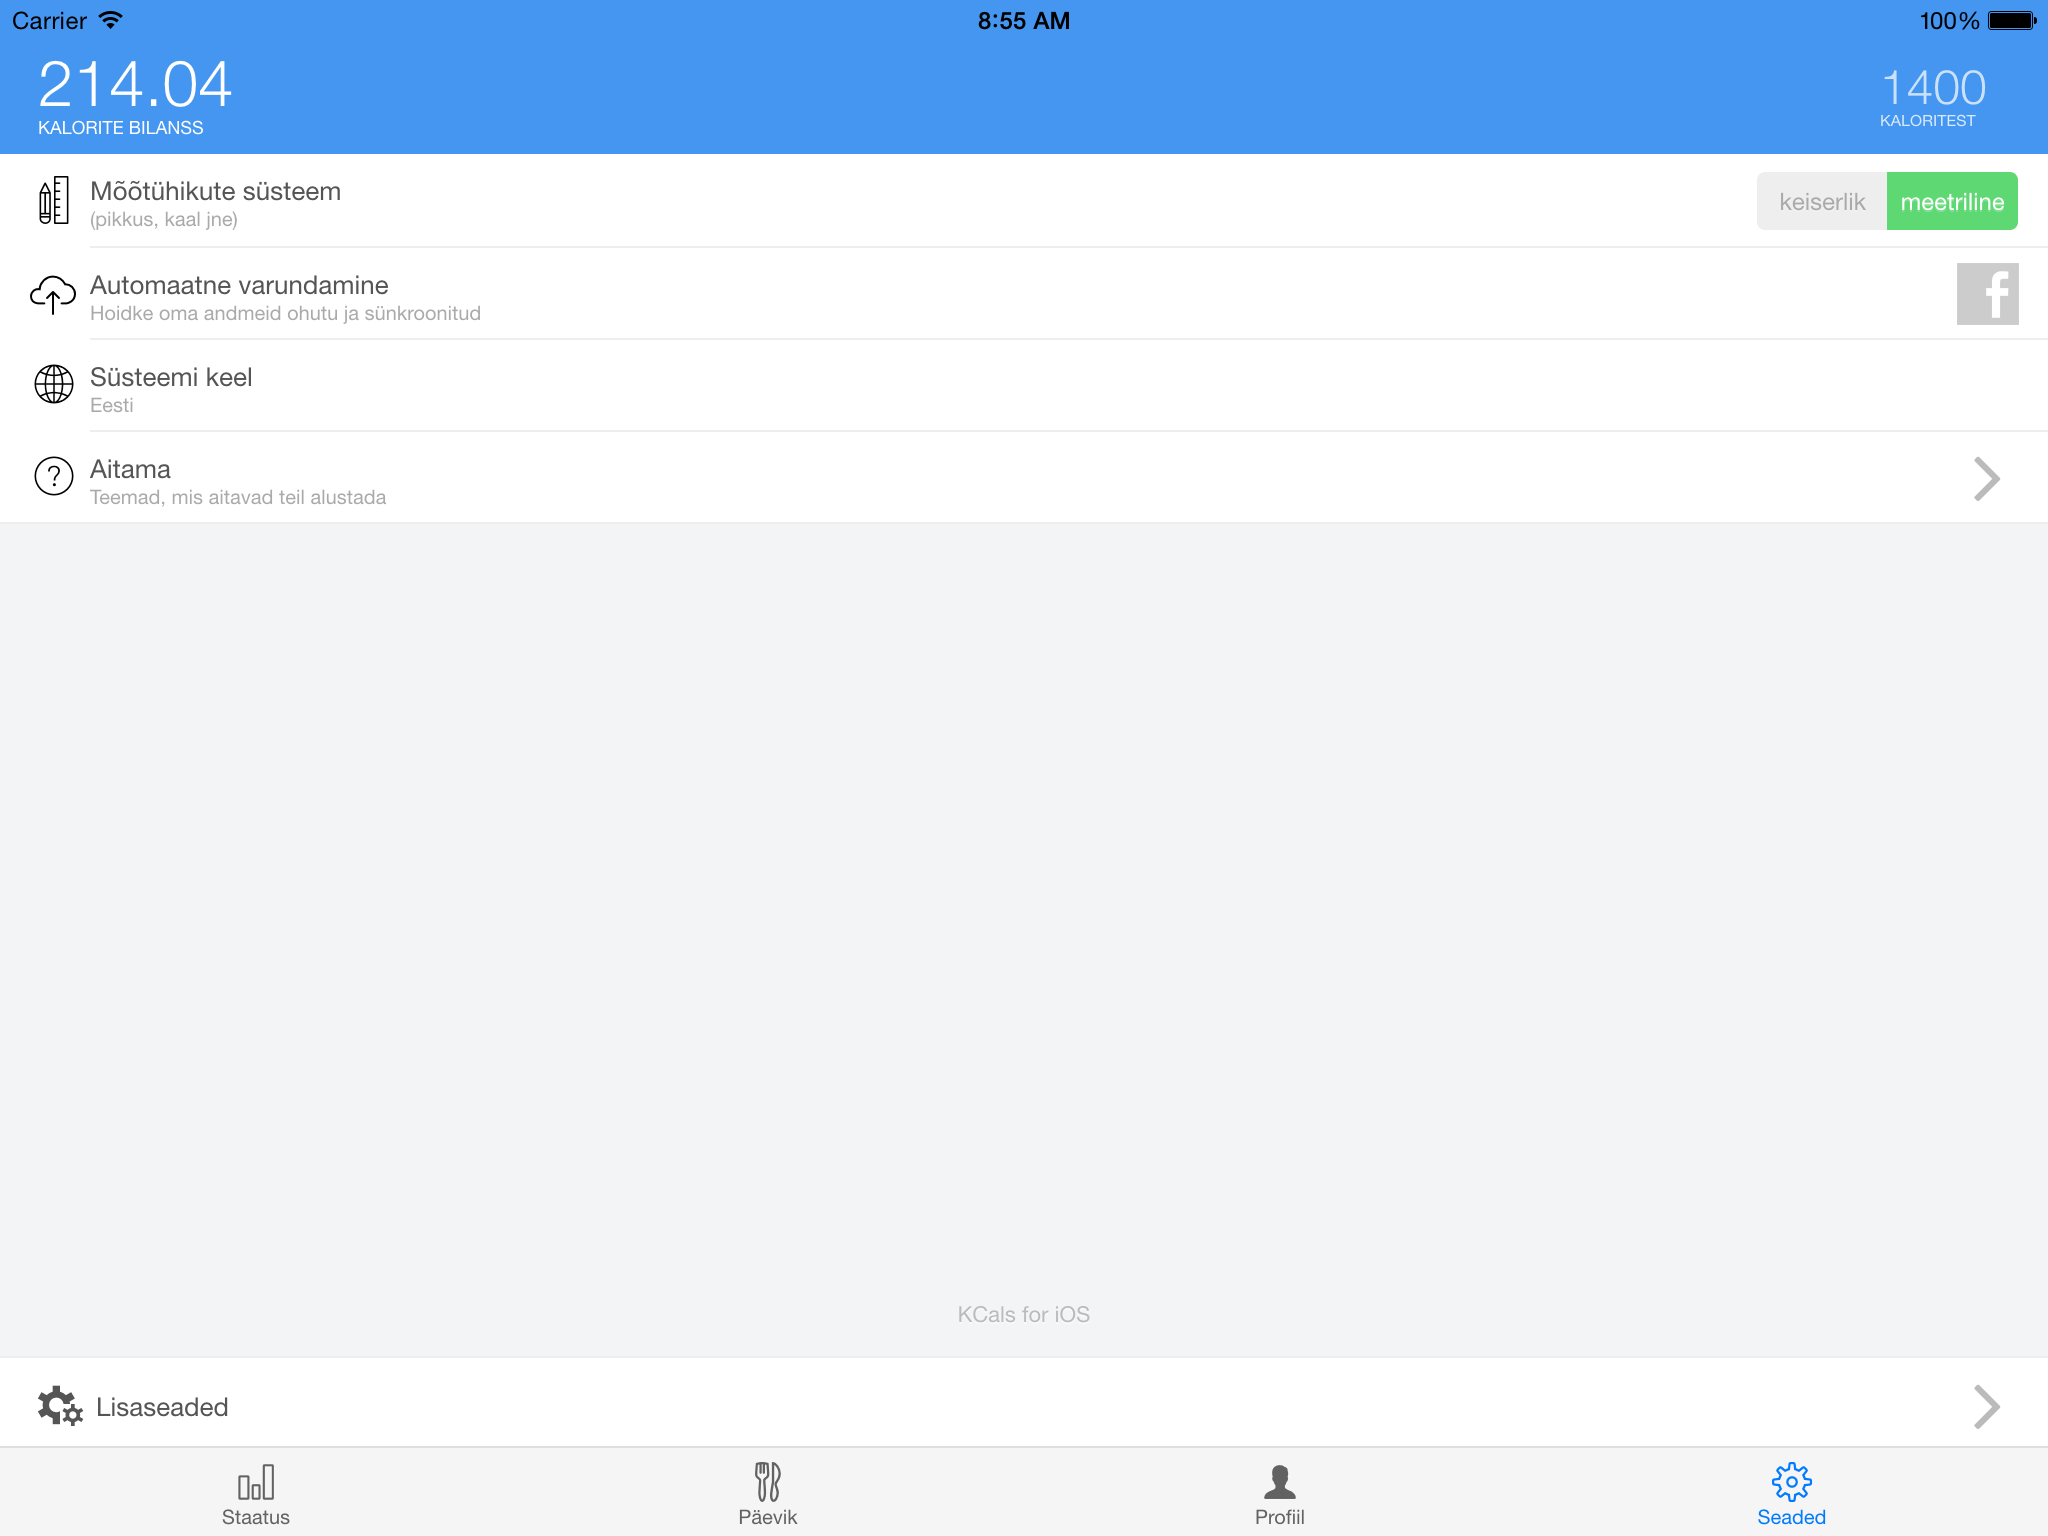 Carrier
8:55 AM
100%
214.04
KALORITE BILANSS
1400
KALORITEST
Mõõtühikute süsteem
(pikkus, kaal jne)
keiserlik
meetriline
Automaatne varundamine
Hoidke oma andmeid ohutu ja sünkroonitud
f
Süsteemi keel
Eesti
?
Aitama
Teemad, mis aitavad teil alustada
KCals for iOS
Lisaseaded
Staatus
Päevik
Profiil
Seaded